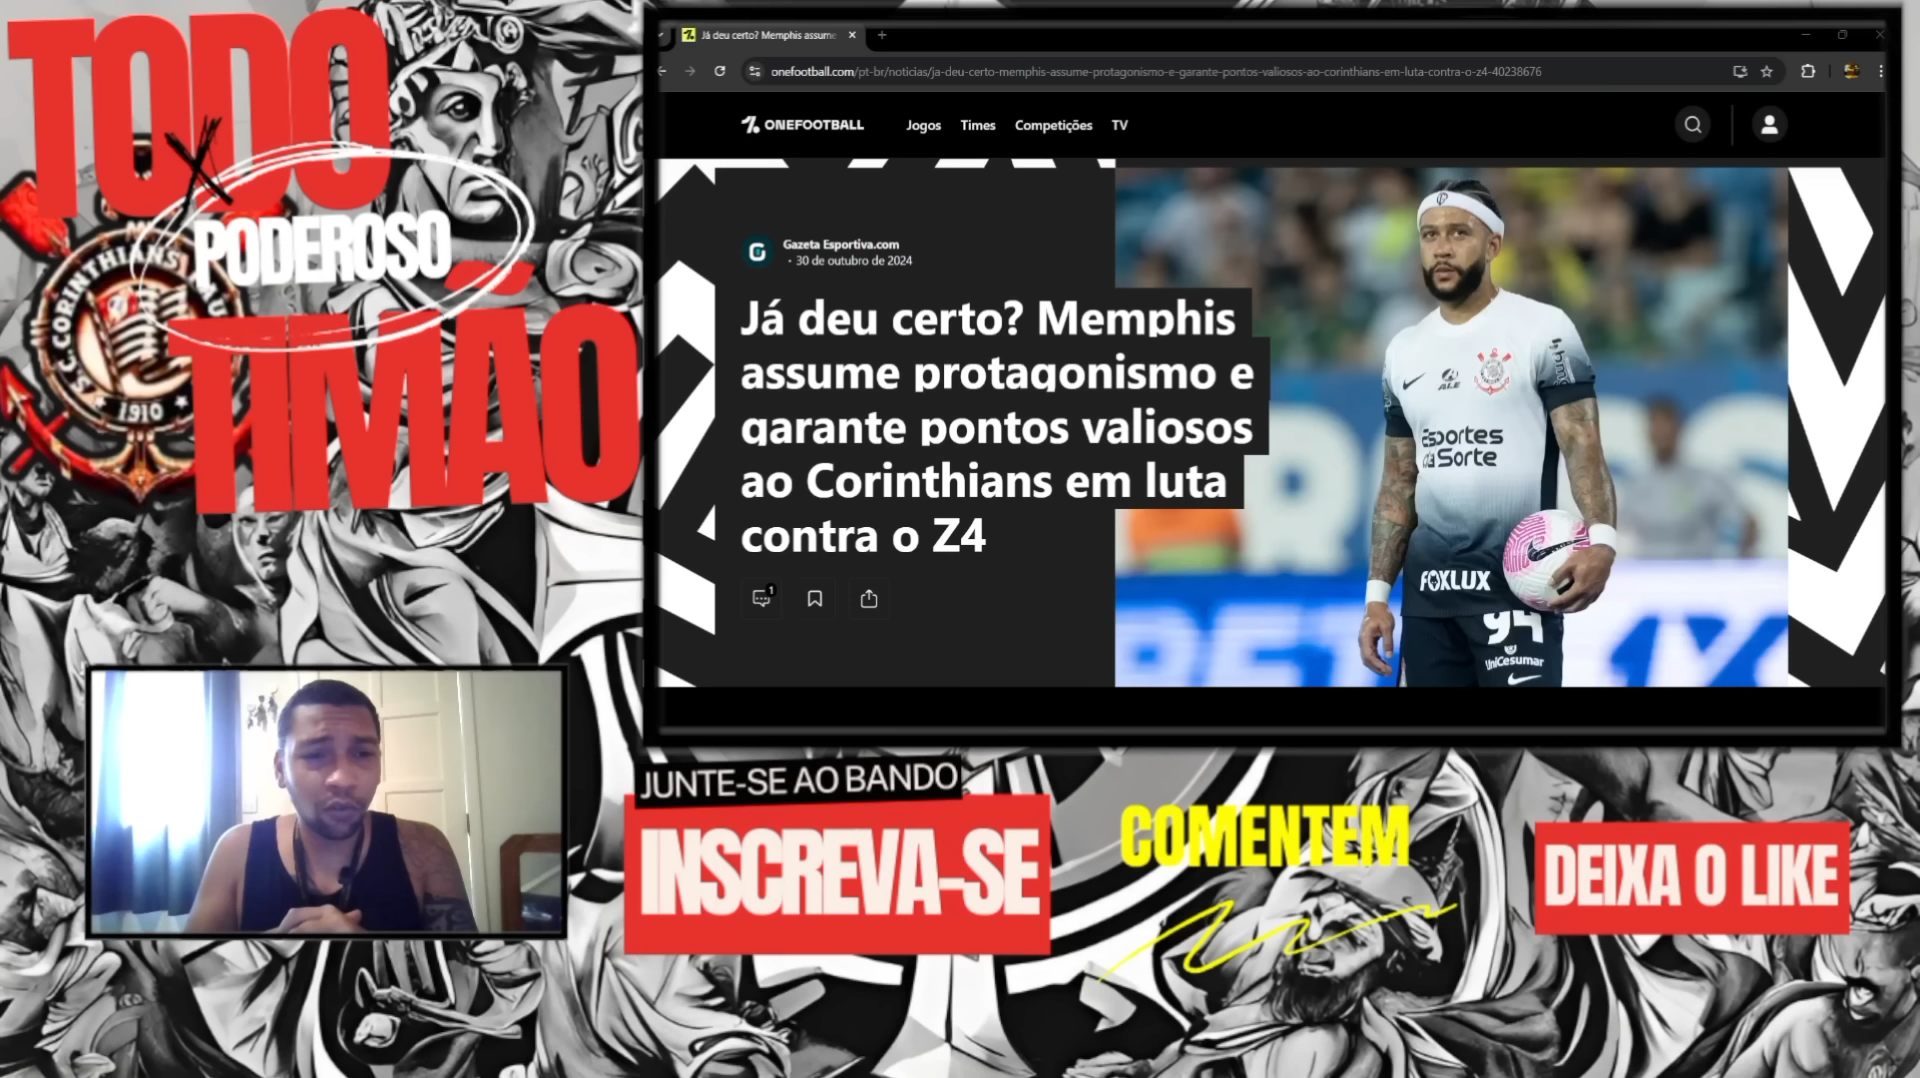 TODO
PODEROSO
TIMÃO
S.C. CORINTHIANS
1910
Já deu certo? Memphis assume
onefootball.com/pt-br/noticias/ja-deu-certo-memphis-assume-protagonismo-e-garante-pontos-valiosos-ao-corinthians-em-luta-contra-o-z4-40238676
ONEFOOTBALL
Jogos Times Competições TV
G
Gazeta Esportiva.com
• 30 de outubro de 2024
Já deu certo? Memphis
assume protagonismo e
garante pontos valiosos
ao Corinthians em luta
contra o Z4
1
ALE
Esportes
da Sorte
FOXLUX
94
UniCesumar
JUNTE-SE AO BANDO
INSCREVA-SE
COMENTEM
DEIXA O LIKE